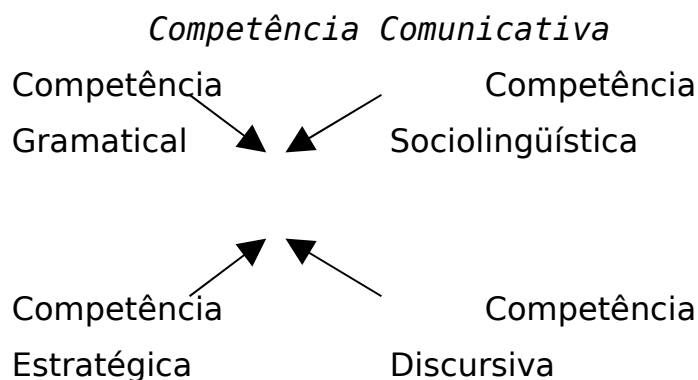 Competência Comunicativa
Competência Competência
Gramatical Sociolingüística
Competência Competência
Estratégica Discursiva